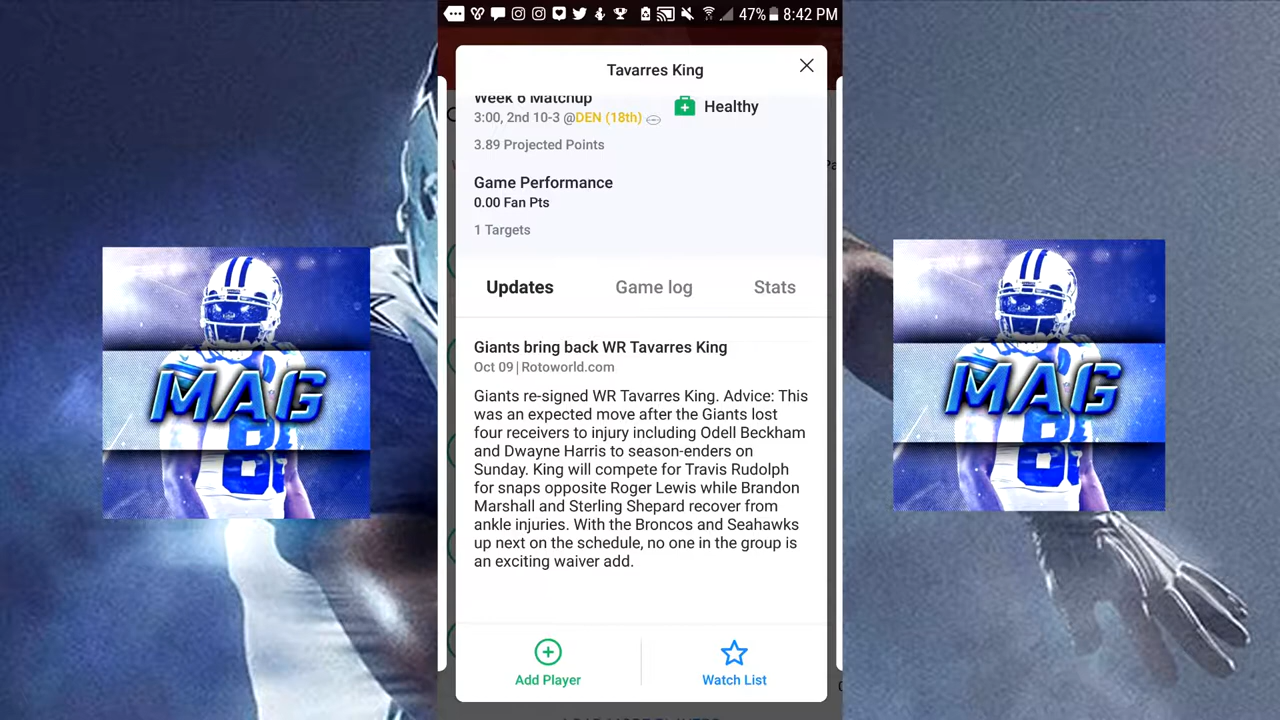 47% 8:42 PM
Tavarres King
Week 6 Matchup
3:00, 2nd 10-3 @DEN (18th)
Healthy
3.89 Projected Points
Game Performance
0.00 Fan Pts
1 Targets
Updates Game log Stats
Giants bring back WR Tavarres King
Oct 09 | Rotoworld.com
Giants re-signed WR Tavarres King. Advice: This
was an expected move after the Giants lost
four receivers to injury including Odell Beckham
and Dwayne Harris to season-enders on
Sunday. King will compete for Travis Rudolph
for snaps opposite Roger Lewis while Brandon
Marshall and Sterling Shepard recover from
ankle injuries. With the Broncos and Seahawks
up next on the schedule, no one in the group is
an exciting waiver add.
Add Player Watch List
MAG
MAG